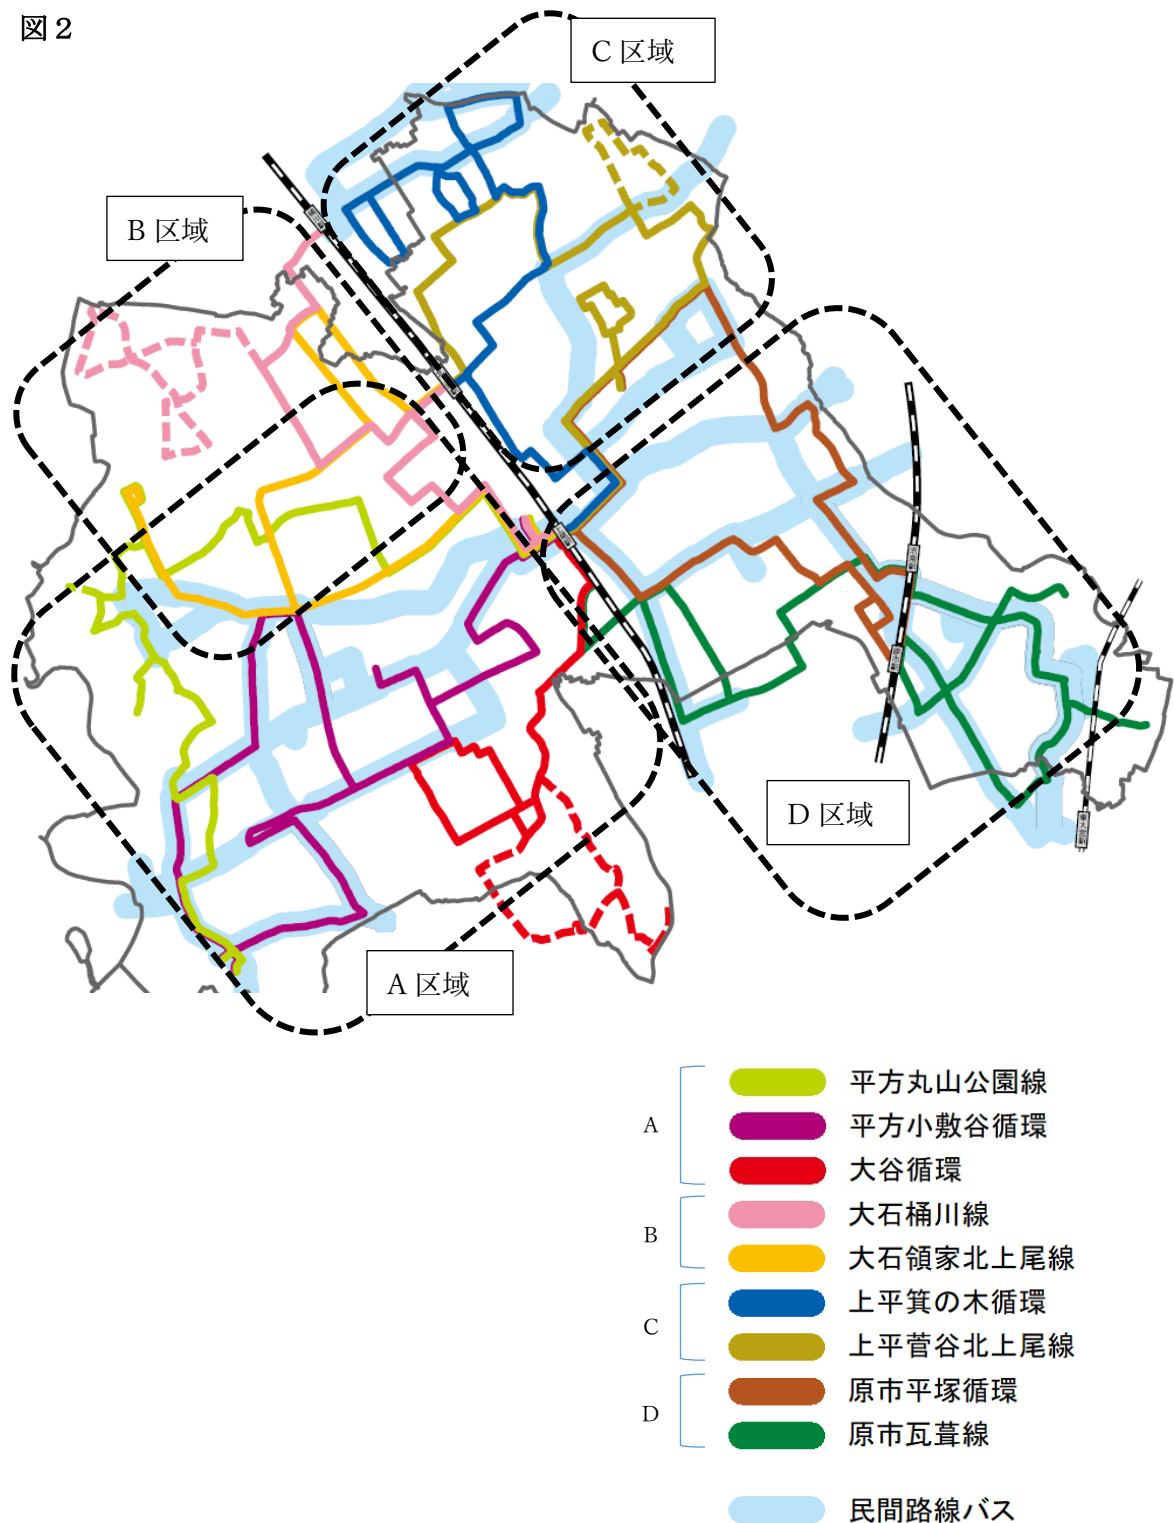 図２
C 区域
B 区域
D 区域
A 区域
A
平方丸山公園線
平方小敷谷循環
大谷循環
B
大石桶川線
大石領家北上尾線
C
上平箕の木循環
上平菅谷北上尾線
D
原市平塚循環
原市瓦葺線
民間路線バス